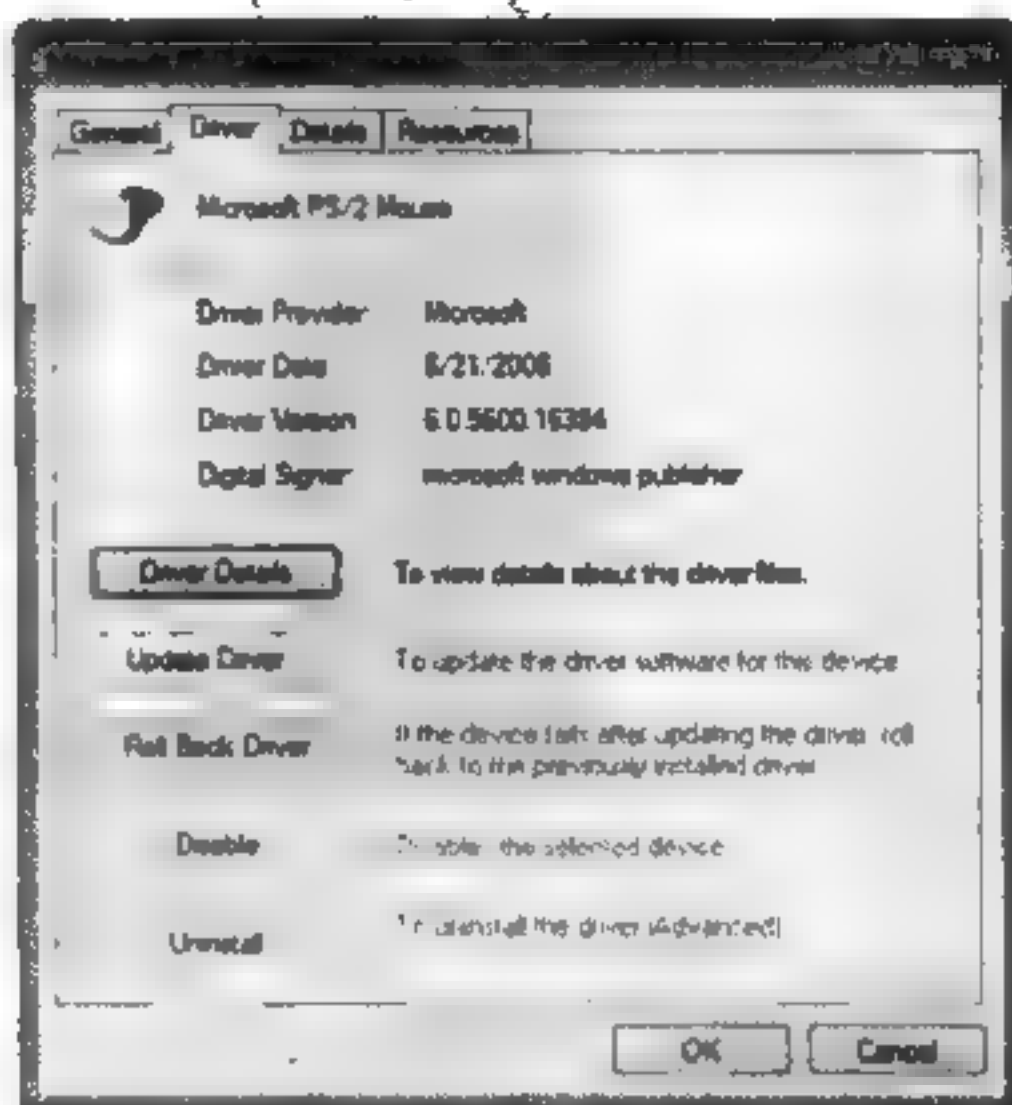 General Driver Details Resources
Microsoft PS/2 Mouse
Driver Provider Microsoft
Driver Date 6/21/2006
Driver Version 6.0.5600.16384
Digital Signer microsoft windows publisher
Driver Details To view details about the driver files.
Update Driver To update the driver software for this device
Roll Back Driver If the device fails after updating the driver, roll
back to the previously installed driver
Disable the selected device
Uninstall To uninstall the driver (Advanced)
OK Cancel